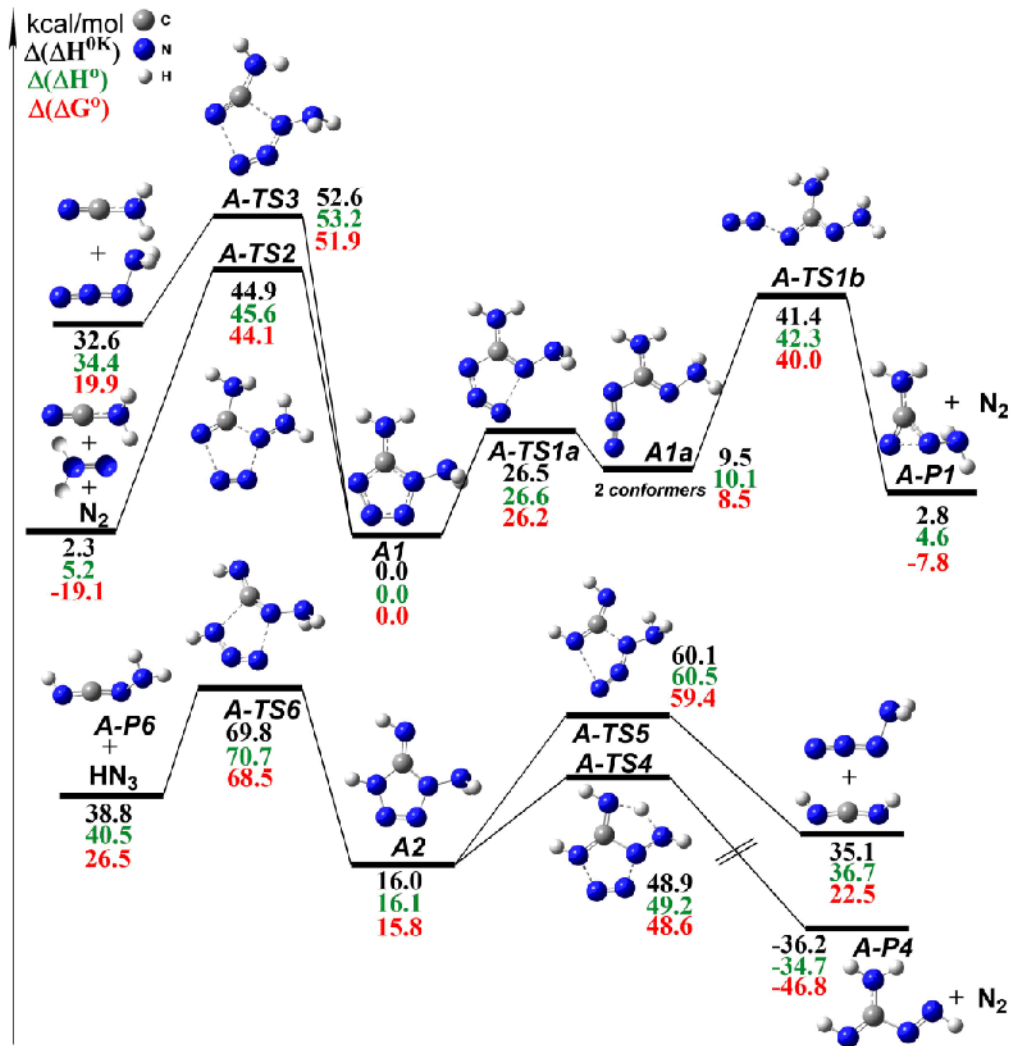 kcal/mol
C
Δ(ΔH⁰ᴷ)
N
Δ(ΔH⁰)
H
Δ(ΔG⁰)
A-TS3
52.6
53.2
51.9
+
A-TS2
44.9
45.6
44.1
32.6
34.4
19.9
A-TS1b
41.4
42.3
40.0
+
+
N₂
2.3
5.2
-19.1
A1
0.0
0.0
0.0
A-TS1a
26.5
26.6
26.2
A1a
2 conformers
9.5
10.1
8.5
+ N₂
A-P1
2.8
4.6
-7.8
A-P6
+
HN₃
38.8
40.5
26.5
A-TS6
69.8
70.7
68.5
A2
16.0
16.1
15.8
60.1
60.5
59.4
A-TS5
A-TS4
48.9
49.2
48.6
+
35.1
36.7
22.5
-36.2
-34.7
-46.8
A-P4
+ N₂